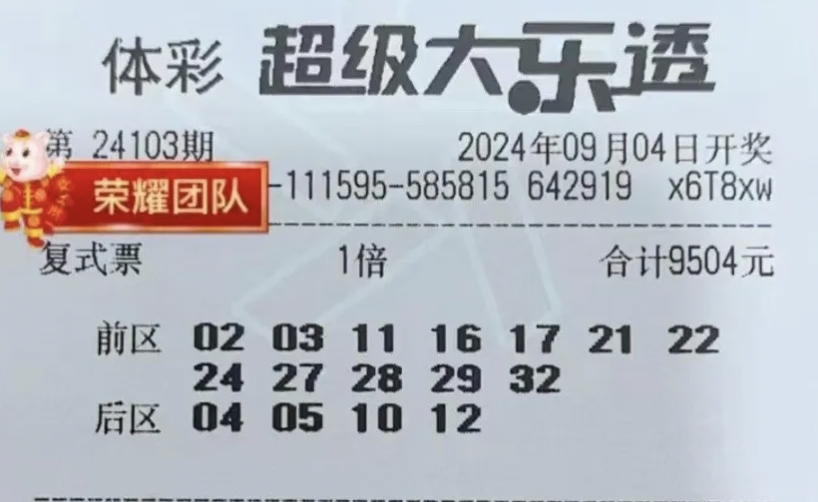 体彩 超级大乐透
第 24103期 2024年09月04日开奖
荣耀团队 -111595-585815 642919 x6T8xw
复式票 1倍 合计9504元
前区 02 03 11 16 17 21 22
24 27 28 29 32
后区 04 05 10 12